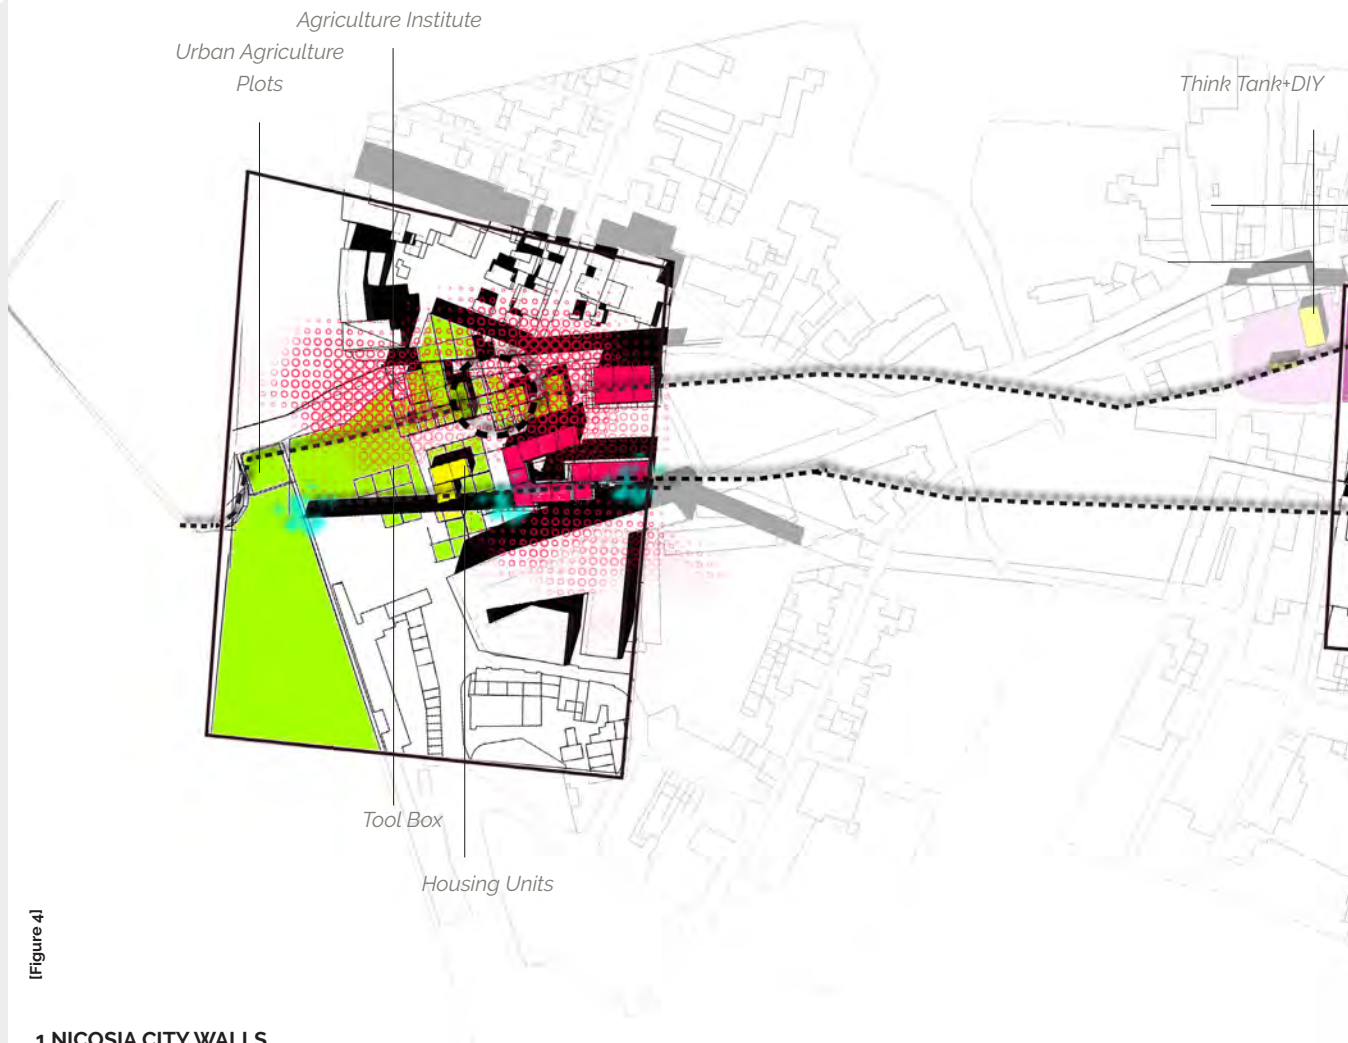 Agriculture Institute
Urban Agriculture
Plots
Think Tank+DIY
Tool Box
Housing Units
[Figure 4]
1 NICOSIA CITY WALLS